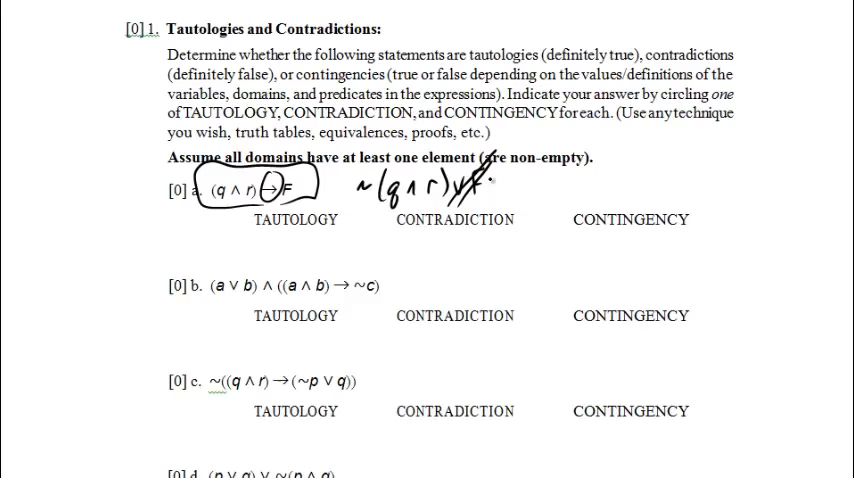 [0] 1. Tautologies and Contradictions:
Determine whether the following statements are tautologies (definitely true), contradictions
(definitely false), or contingencies (true or false depending on the values/definitions of the
variables, domains, and predicates in the expressions). Indicate your answer by circling one
of TAUTOLOGY, CONTRADICTION, and CONTINGENCY for each. (Use any technique
you wish, truth tables, equivalences, proofs, etc.)
Assume all domains have at least one element (are non-empty).
[0] a. (q ∧ r) → F ~(q ∧ r) ∨ F
TAUTOLOGY CONTRADICTION CONTINGENCY
[0] b. (a ∨ b) ∧ ((a ∧ b) → ~c)
TAUTOLOGY CONTRADICTION CONTINGENCY
[0] c. ~((q ∧ r) → (~p ∨ q))
TAUTOLOGY CONTRADICTION CONTINGENCY
[0] d. (p ∨ q) ∨ ~(p ∧ q)